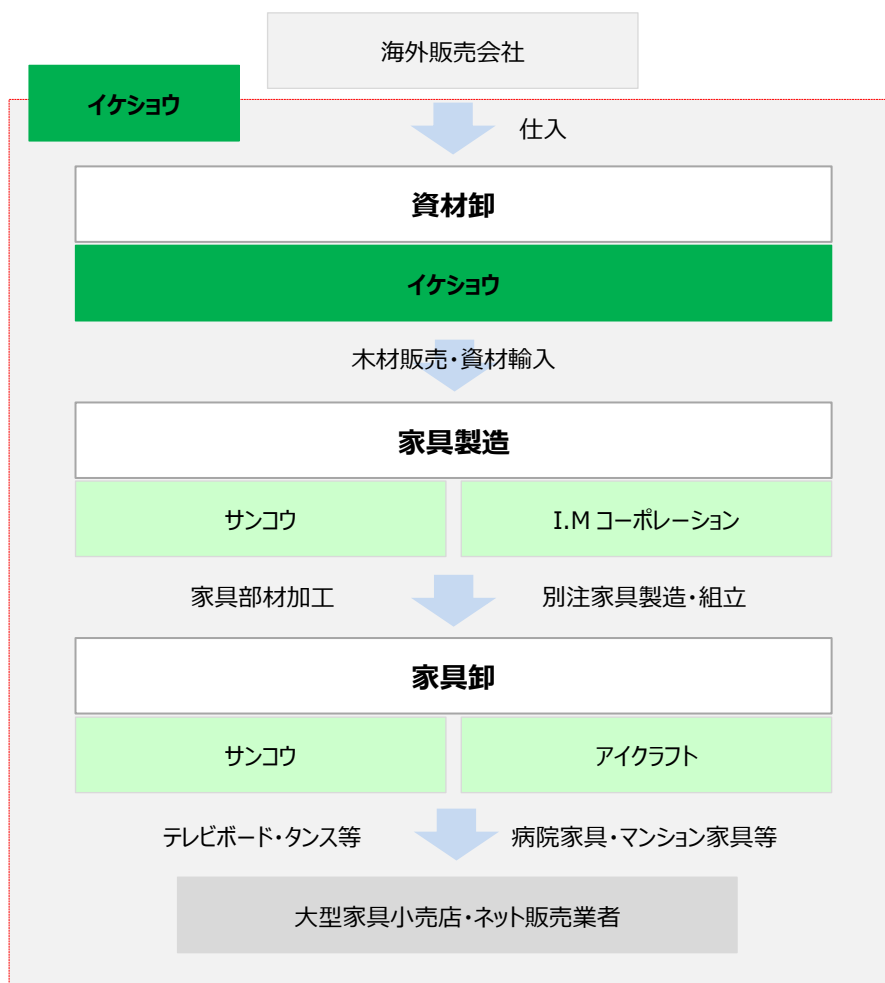 海外販売会社
イケショウ
仕入
資材卸
イケショウ
木材販売・資材輸入
家具製造
サンコウ
I.Mコーポレーション
家具部材加工
別注家具製造・組立
家具卸
サンコウ
アイクラフト
テレビボード・タンス等
病院家具・マンション家具等
大型家具小売店・ネット販売業者